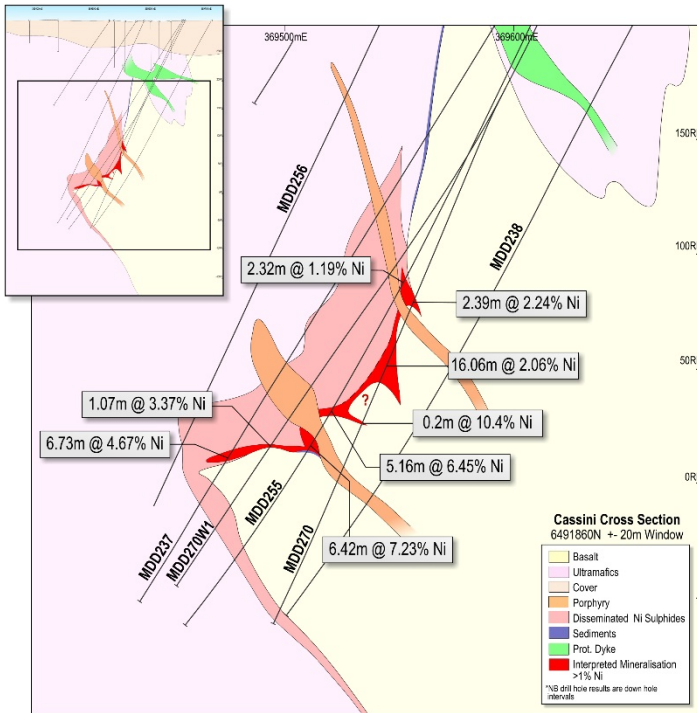 369500mE
369600mE
150R
100R
50R
0R
MDD256
MDD238
2.32m @ 1.19% Ni
2.39m @ 2.24% Ni
16.06m @ 2.06% Ni
?
1.07m @ 3.37% Ni
0.2m @ 10.4% Ni
6.73m @ 4.67% Ni
5.16m @ 6.45% Ni
MDD237
MDD270W1
MDD255
MDD270
6.42m @ 7.23% Ni
Cassini Cross Section
6491860N +- 20m Window
Basalt
Ultramafics
Cover
Porphyry
Disseminated Ni Sulphides
Sediments
Prot. Dyke
Interpreted Mineralisation
>1% Ni
*NB drill hole results are down hole
intervals